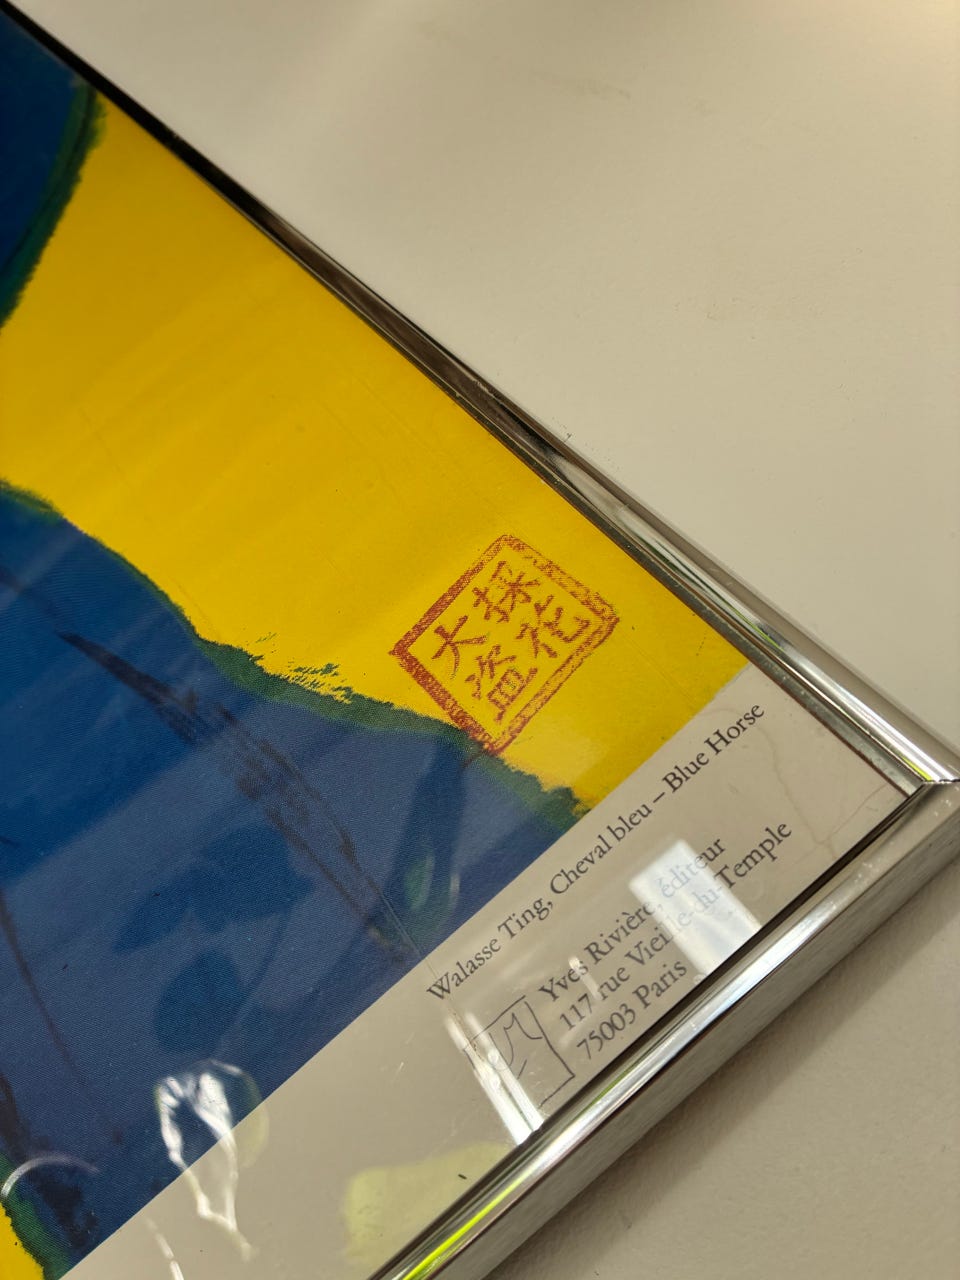 採花
大盜
Walasse Ting, Cheval bleu – Blue Horse
Yves Rivière, éditeur
117 rue Vieille-du-Temple
75003 Paris